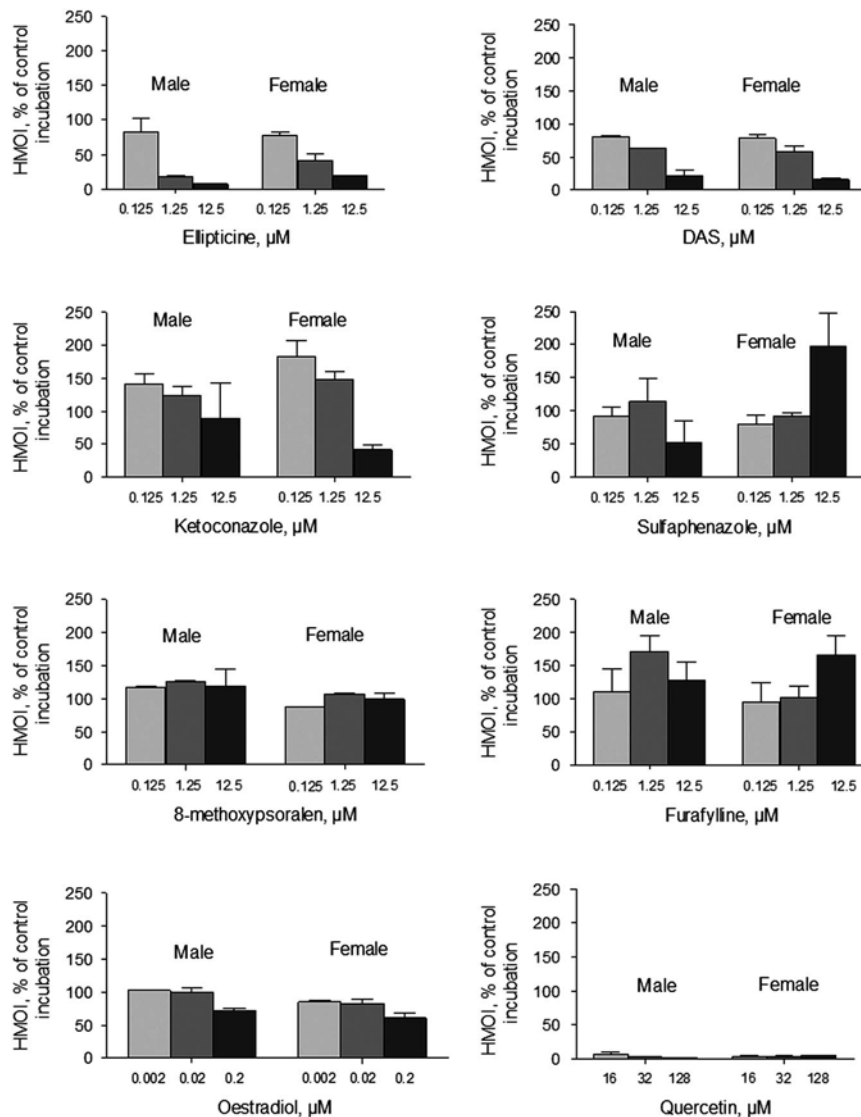 HMOI, % of control
incubation
250
200
150
100
50
0
Male
Female
0.125 1.25 12.5 0.125 1.25 12.5
Ellipticine, µM
HMOI, % of control
incubation
250
200
150
100
50
0
Male
Female
0.125 1.25 12.5 0.125 1.25 12.5
DAS, µM
HMOI, % of control
incubation
250
200
150
100
50
0
Male
Female
0.125 1.25 12.5 0.125 1.25 12.5
Ketoconazole, µM
HMOI, % of control
incubation
250
200
150
100
50
0
Male
Female
0.125 1.25 12.5 0.125 1.25 12.5
Sulfaphenazole, µM
HMOI, % of control
incubation
250
200
150
100
50
0
Male
Female
0.125 1.25 12.5 0.125 1.25 12.5
8-methoxypsoralen, µM
HMOI, % of control
incubation
250
200
150
100
50
0
Male
Female
0.125 1.25 12.5 0.125 1.25 12.5
Furafylline, µM
HMOI, % of control
incubation
250
200
150
100
50
0
Male
Female
0.002 0.02 0.2 0.002 0.02 0.2
Oestradiol, µM
HMOI, % of control
incubation
250
200
150
100
50
0
Male
Female
16 32 128 16 32 128
Quercetin, µM